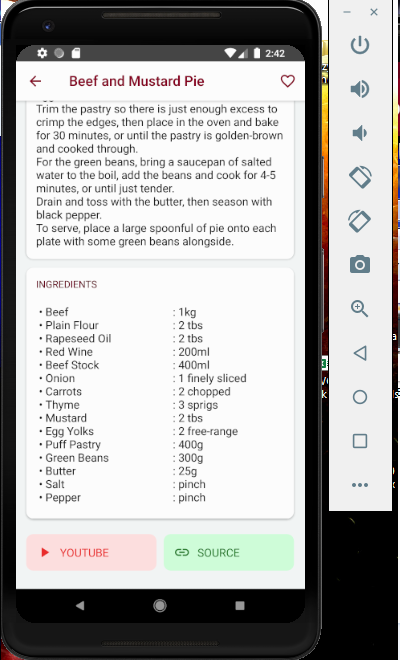 2:42
Beef and Mustard Pie
Trim the pastry so there is just enough excess to
crimp the edges, then place in the oven and bake
for 30 minutes, or until the pastry is golden-brown
and cooked through.
For the green beans, bring a saucepan of salted
water to the boil, add the beans and cook for 4-5
minutes, or until just tender.
Drain and toss with the butter, then season with
black pepper.
To serve, place a large spoonful of pie onto each
plate with some green beans alongside.
INGREDIENTS
• Beef : 1kg
• Plain Flour : 2 tbs
• Rapeseed Oil : 2 tbs
• Red Wine : 200ml
• Beef Stock : 400ml
• Onion : 1 finely sliced
• Carrots : 2 chopped
• Thyme : 3 sprigs
• Mustard : 2 tbs
• Egg Yolks : 2 free-range
• Puff Pastry : 400g
• Green Beans : 300g
• Butter : 25g
• Salt : pinch
• Pepper : pinch
YOUTUBE SOURCE